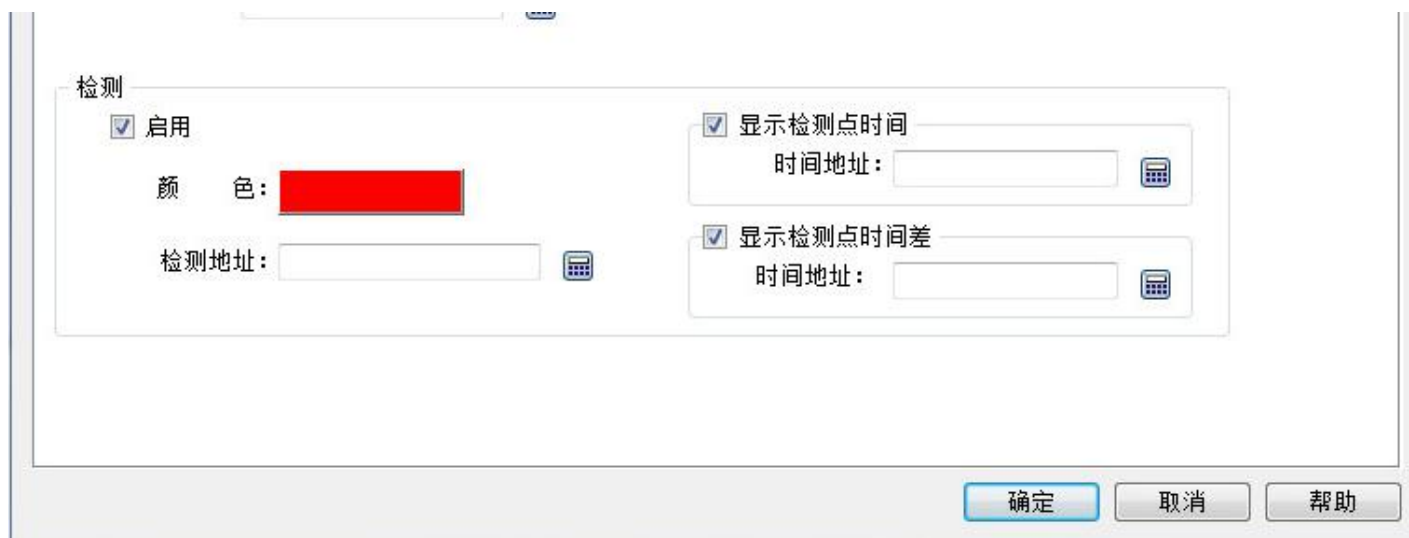 检测
启用
显示检测点时间
时间地址：
颜 色：
显示检测点时间差
检测地址：
时间地址：
确定 取消 帮助